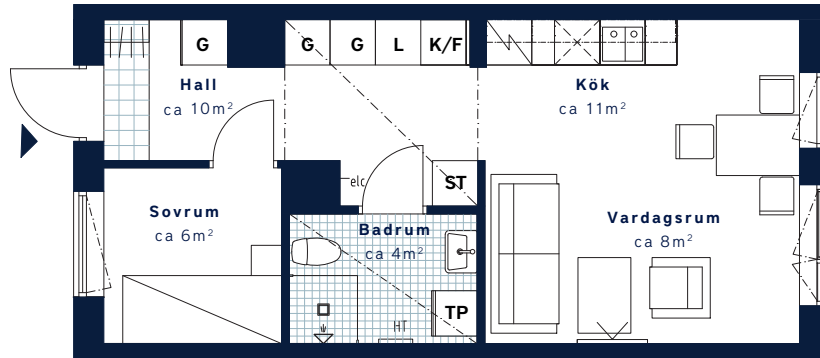 G
G
G
L
K/F
Hall
ca 10m²
Kök
ca 11m²
elc
ST
Sovrum
ca 6m²
Badrum
ca 4m²
Vardagsrum
ca 8m²
TP
HT